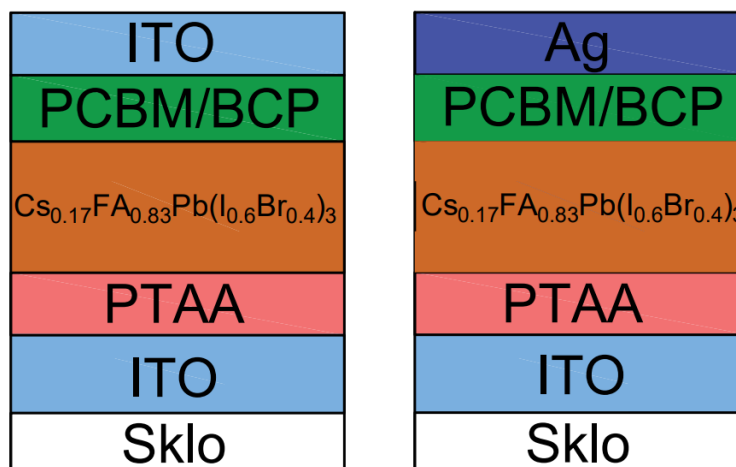 ITO
PCBM/BCP
Cs₀.₁₇FA₀.₈₃Pb(I₀.₆Br₀.₄)₃
PTAA
ITO
Sklo
Ag
PCBM/BCP
Cs₀.₁₇FA₀.₈₃Pb(I₀.₆Br₀.₄)₃
PTAA
ITO
Sklo